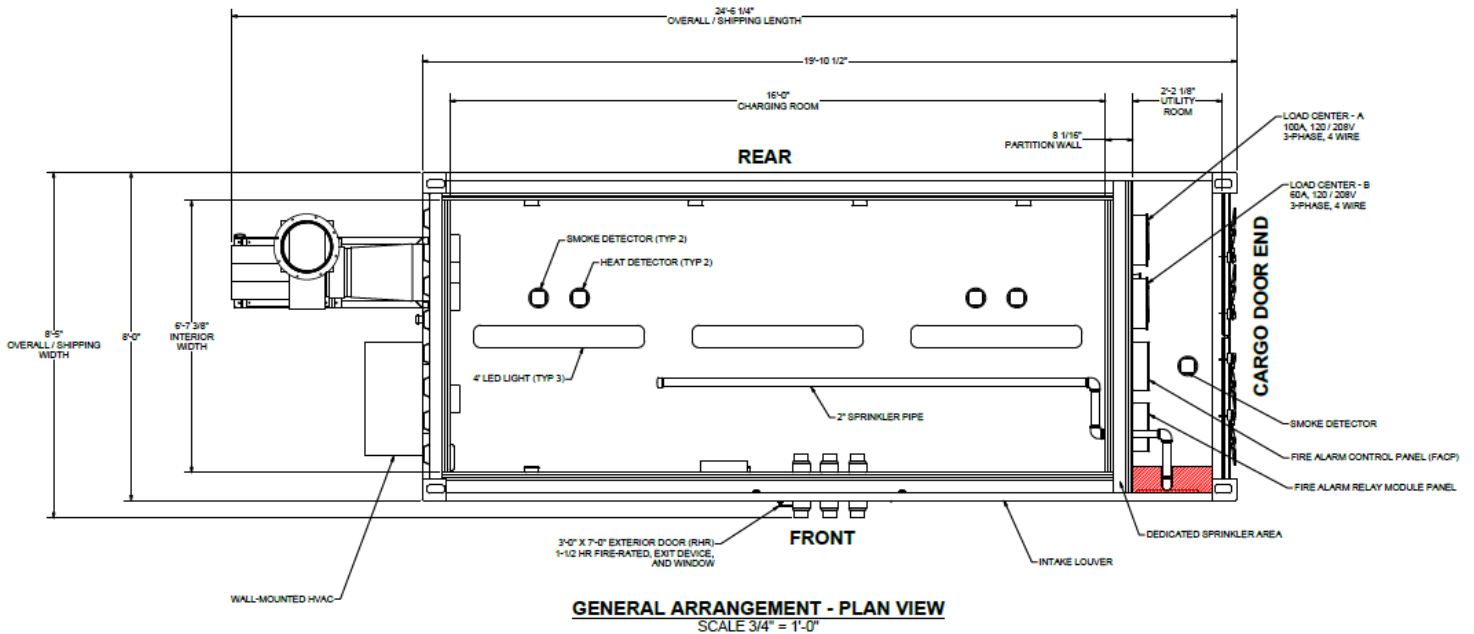 24'-6 1/4"
OVERALL / SHIPPING LENGTH
19'-10 1/2"
16'-0"
CHARGING ROOM
2'-2 1/8"
UTILITY
ROOM
8 1/16"
PARTITION WALL
LOAD CENTER - A
100A, 120 / 208V
3-PHASE, 4 WIRE
REAR
LOAD CENTER - B
60A, 120 / 208V
3-PHASE, 4 WIRE
SMOKE DETECTOR (TYP 2)
HEAT DETECTOR (TYP 2)
8'-5"
OVERALL / SHIPPING
WIDTH
8'-0"
6'-7 3/8"
INTERIOR
WIDTH
CARGO DOOR END
4' LED LIGHT (TYP 3)
2" SPRINKLER PIPE
SMOKE DETECTOR
FIRE ALARM CONTROL PANEL (FACP)
FIRE ALARM RELAY MODULE PANEL
3'-0" X 7'-0" EXTERIOR DOOR (RHR)
1-1/2 HR FIRE-RATED, EXIT DEVICE,
AND WINDOW
FRONT
DEDICATED SPRINKLER AREA
INTAKE LOUVER
WALL-MOUNTED HVAC
GENERAL ARRANGEMENT - PLAN VIEW
SCALE 3/4" = 1'-0"